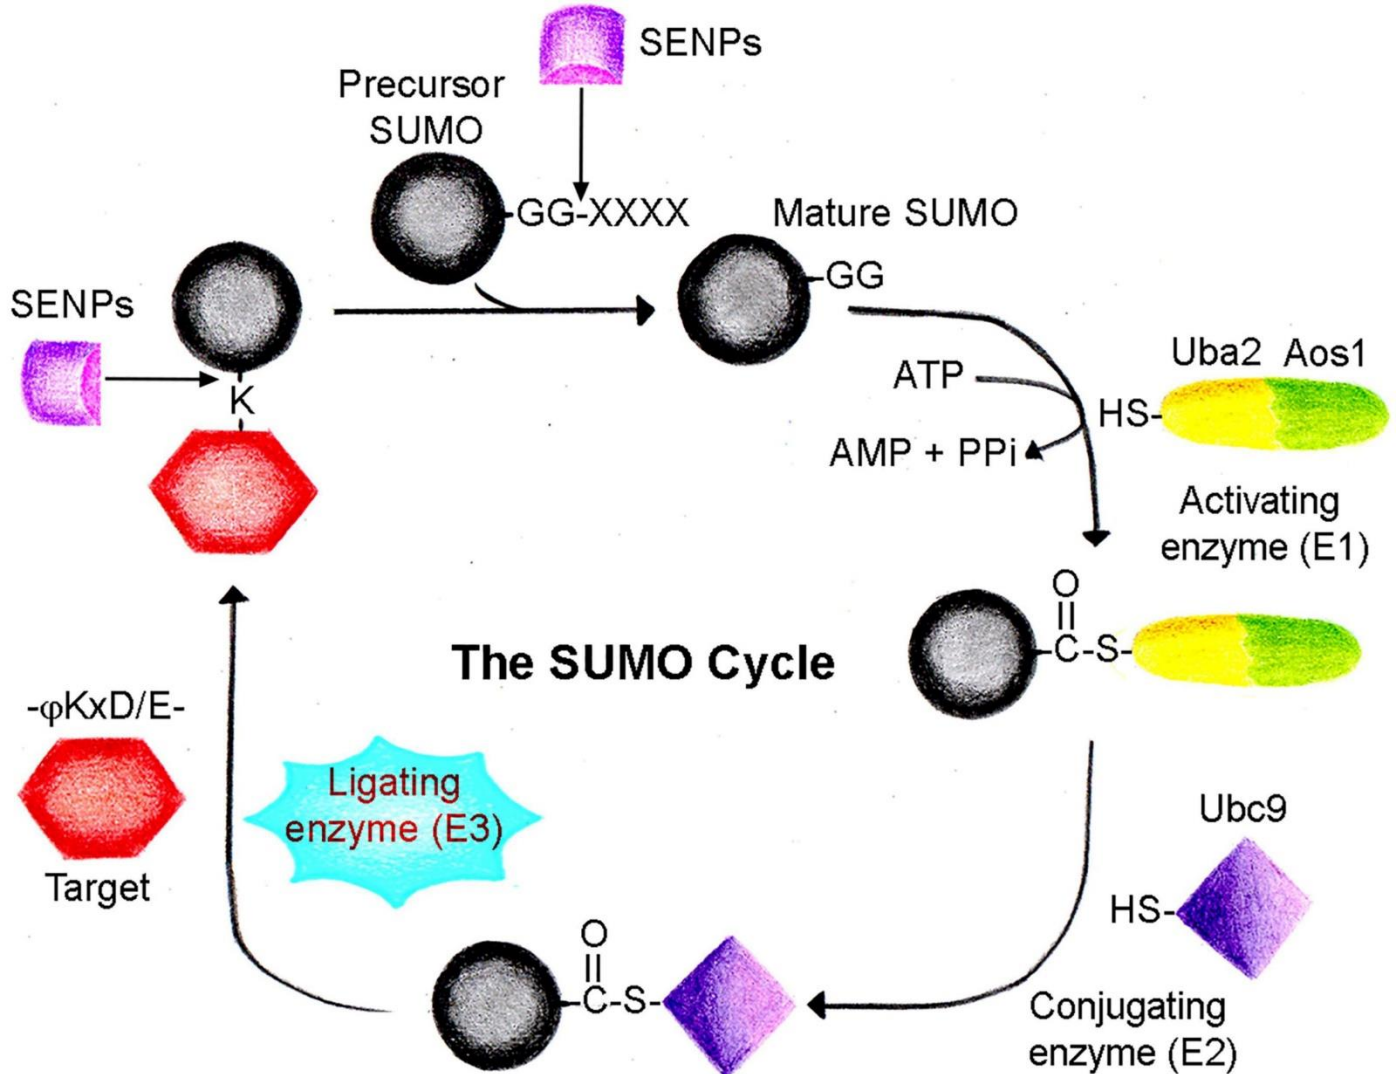 SENPs
Precursor
SUMO
-GG-XXXX
Mature SUMO
-GG
SENPs
K
ATP
AMP + PPi
Uba2 Aos1
HS-
Activating
enzyme (E1)
O
C-S-
The SUMO Cycle
-φKxD/E-
Target
Ligating
enzyme (E3)
Ubc9
HS-
Conjugating
enzyme (E2)
O
C-S-